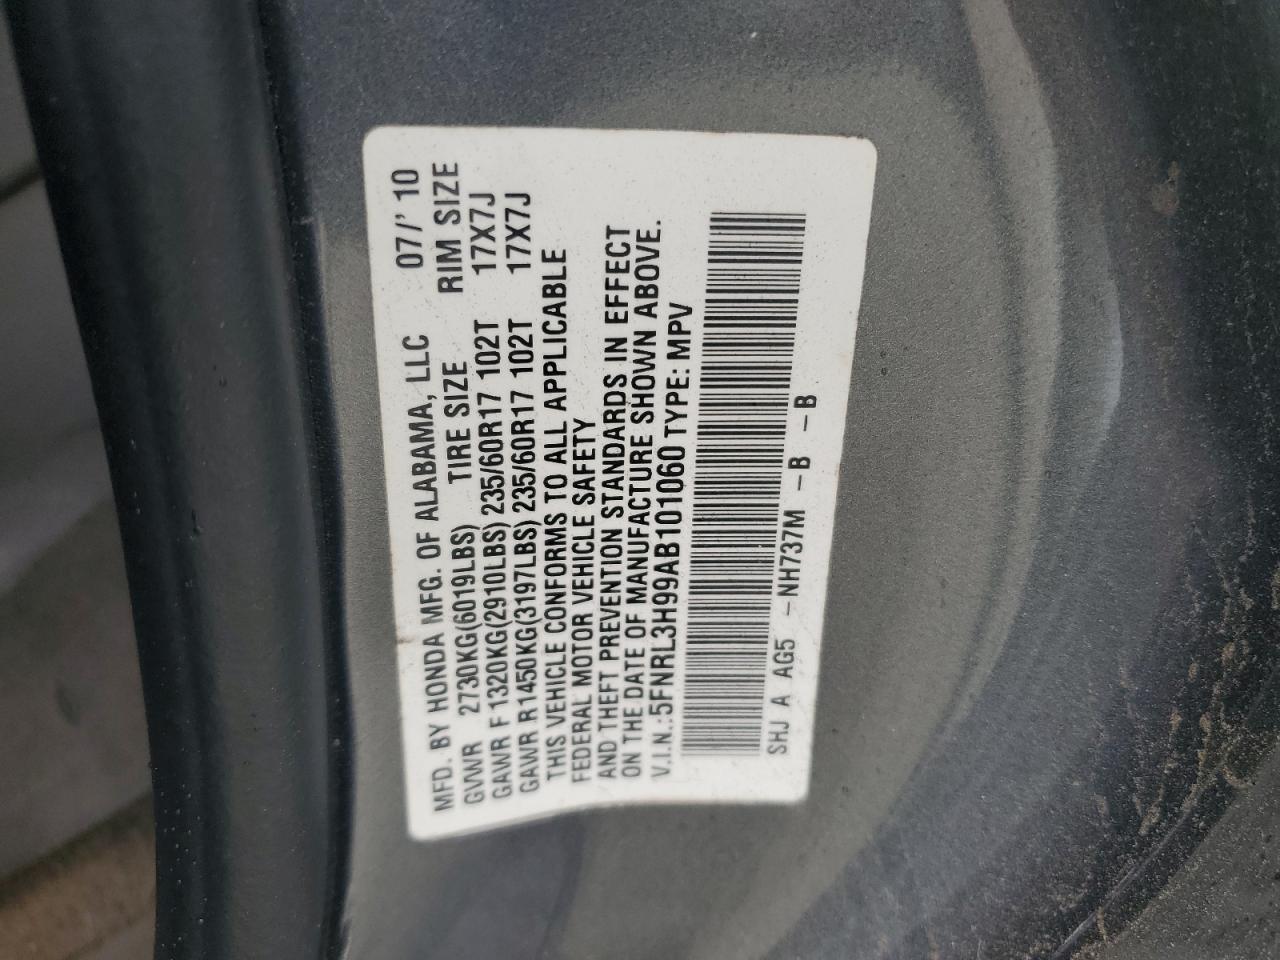 MFD. BY HONDA MFG. OF ALABAMA, LLC 07/' 10
GVWR 2730KG(6019LBS) TIRE SIZE RIM SIZE
GAWR F 1320KG(2910LBS) 235/60R17 102T 17X7J
GAWR R 1450KG(3197LBS) 235/60R17 102T 17X7J
THIS VEHICLE CONFORMS TO ALL APPLICABLE
FEDERAL MOTOR VEHICLE SAFETY
AND THEFT PREVENTION STANDARDS IN EFFECT
ON THE DATE OF MANUFACTURE SHOWN ABOVE.
V.I.N.:5FNRL3H99AB101060 TYPE: MPV
SHJ A AG5 -NH737M -B -B